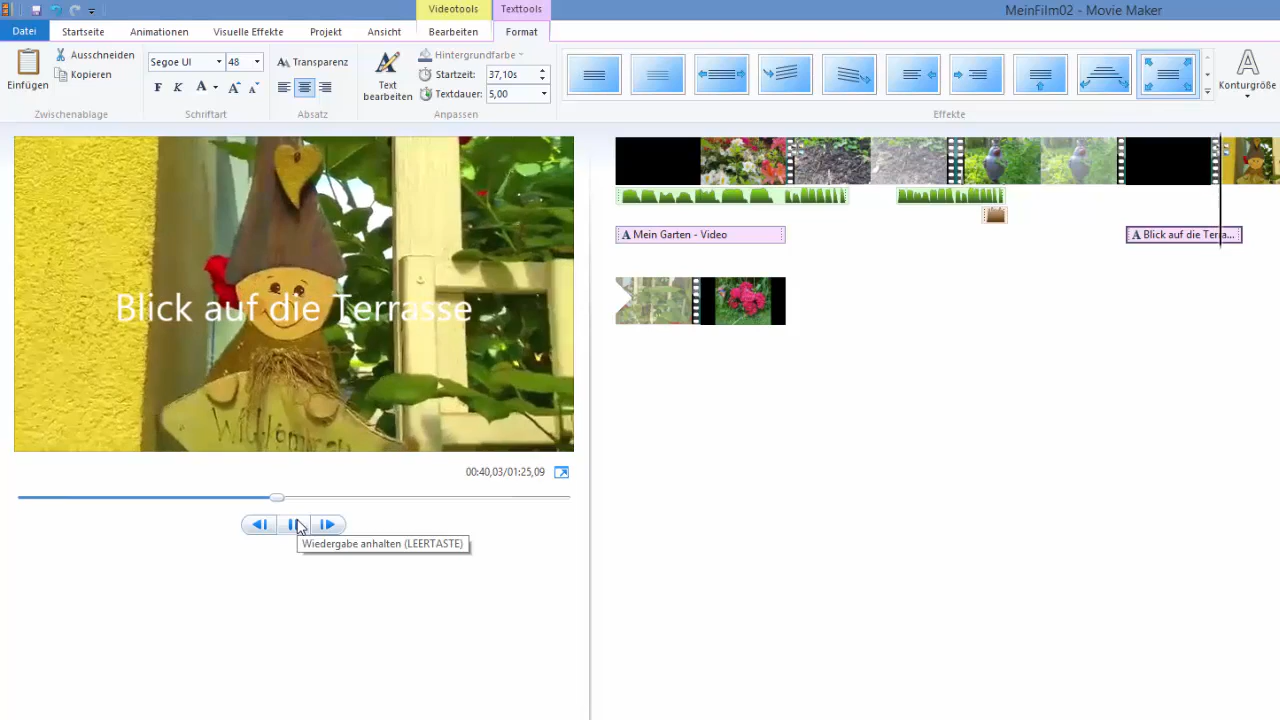 MeinFilm02 - Movie Maker
Videotools
Texttools
Datei
Startseite
Animationen
Visuelle Effekte
Projekt
Ansicht
Bearbeiten
Format
Einfügen
Ausschneiden
Kopieren
Zwischenablage
Segoe UI
48
F K A A A
Schriftart
Transparenz
Absatz
Text
bearbeiten
Hintergrundfarbe
Startzeit: 37,10s
Textdauer: 5,00
Anpassen
Effekte
A
Konturgröße
Blick auf die Terrasse
Willkommen
00:40,03/01:25,09
Wiedergabe anhalten (LEERTASTE)
A Mein Garten - Video
A Blick auf die Terra...